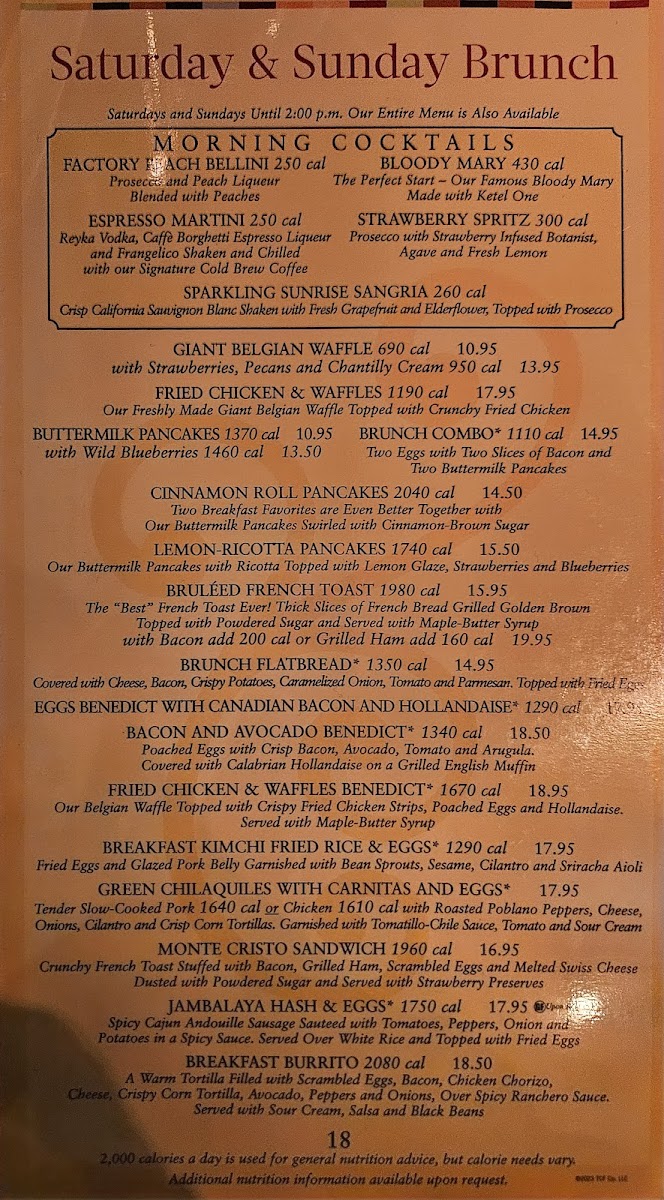 Saturday & Sunday Brunch
Saturdays and Sundays Until 2:00 p.m. Our Entire Menu is Also Available
MORNING COCKTAILS
FACTORY PEACH BELLINI 250 cal
Prosecco and Peach Liqueur
Blended with Peaches
BLOODY MARY 430 cal
The Perfect Start – Our Famous Bloody Mary
Made with Ketel One
ESPRESSO MARTINI 250 cal
Reyka Vodka, Caffè Borghetti Espresso Liqueur
and Frangelico Shaken and Chilled
with our Signature Cold Brew Coffee
STRAWBERRY SPRITZ 300 cal
Prosecco with Strawberry Infused Botanist,
Agave and Fresh Lemon
SPARKLING SUNRISE SANGRIA 260 cal
Crisp California Sauvignon Blanc Shaken with Fresh Grapefruit and Elderflower, Topped with Prosecco
GIANT BELGIAN WAFFLE 690 cal 10.95
with Strawberries, Pecans and Chantilly Cream 950 cal 13.95
FRIED CHICKEN & WAFFLES 1190 cal 17.95
Our Freshly Made Giant Belgian Waffle Topped with Crunchy Fried Chicken
BUTTERMILK PANCAKES 1370 cal 10.95
with Wild Blueberries 1460 cal 13.50
BRUNCH COMBO* 1110 cal 14.95
Two Eggs with Two Slices of Bacon and
Two Buttermilk Pancakes
CINNAMON ROLL PANCAKES 2040 cal 14.50
Two Breakfast Favorites are Even Better Together with
Our Buttermilk Pancakes Swirled with Cinnamon-Brown Sugar
LEMON-RICOTTA PANCAKES 1740 cal 15.50
Our Buttermilk Pancakes with Ricotta Topped with Lemon Glaze, Strawberries and Blueberries
BRULÉED FRENCH TOAST 1980 cal 15.95
The “Best” French Toast Ever! Thick Slices of French Bread Grilled Golden Brown
Topped with Powdered Sugar and Served with Maple-Butter Syrup
with Bacon add 200 cal or Grilled Ham add 160 cal 19.95
BRUNCH FLATBREAD* 1350 cal 14.95
Covered with Cheese, Bacon, Crispy Potatoes, Caramelized Onion, Tomato and Parmesan. Topped with Fried Eggs
EGGS BENEDICT WITH CANADIAN BACON AND HOLLANDAISE* 1290 cal 17.95
BACON AND AVOCADO BENEDICT* 1340 cal 18.50
Poached Eggs with Crisp Bacon, Avocado, Tomato and Arugula.
Covered with Calabrian Hollandaise on a Grilled English Muffin
FRIED CHICKEN & WAFFLES BENEDICT* 1670 cal 18.95
Our Belgian Waffle Topped with Crispy Fried Chicken Strips, Poached Eggs and Hollandaise.
Served with Maple-Butter Syrup
BREAKFAST KIMCHI FRIED RICE & EGGS* 1290 cal 17.95
Fried Eggs and Glazed Pork Belly Garnished with Bean Sprouts, Sesame, Cilantro and Sriracha Aioli
GREEN CHILAQUILES WITH CARNITAS AND EGGS* 17.95
Tender Slow-Cooked Pork 1640 cal or Chicken 1610 cal with Roasted Poblano Peppers, Cheese,
Onions, Cilantro and Crisp Corn Tortillas. Garnished with Tomatillo-Chile Sauce, Tomato and Sour Cream
MONTE CRISTO SANDWICH 1960 cal 16.95
Crunchy French Toast Stuffed with Bacon, Grilled Ham, Scrambled Eggs and Melted Swiss Cheese
Dusted with Powdered Sugar and Served with Strawberry Preserves
JAMBALAYA HASH & EGGS* 1750 cal 17.95
Spicy Cajun Andouille Sausage Sauteed with Tomatoes, Peppers, Onion and
Potatoes in a Spicy Sauce. Served Over White Rice and Topped with Fried Eggs
BREAKFAST BURRITO 2080 cal 18.50
A Warm Tortilla Filled with Scrambled Eggs, Bacon, Chicken Chorizo,
Cheese, Crispy Corn Tortilla, Avocado, Peppers and Onions, Over Spicy Ranchero Sauce.
Served with Sour Cream, Salsa and Black Beans
18
2,000 calories a day is used for general nutrition advice, but calorie needs vary.
Additional nutrition information available upon request.